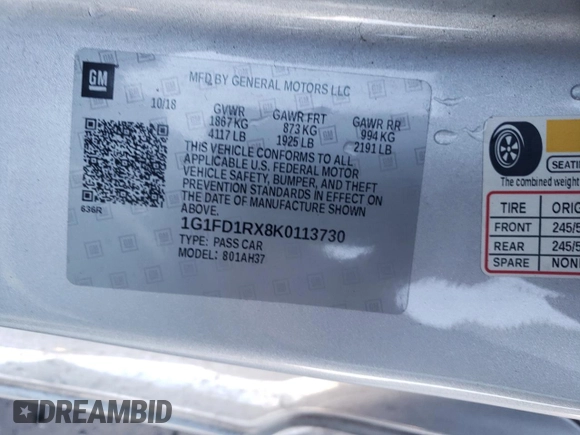 GM
MFD BY GENERAL MOTORS LLC
10/18
GVWR GAWR FRT GAWR RR
1867 KG 873 KG 994 KG
4117 LB 1925 LB 2191 LB
THIS VEHICLE CONFORMS TO ALL
APPLICABLE U.S. FEDERAL MOTOR
VEHICLE SAFETY, BUMPER, AND THEFT
PREVENTION STANDARDS IN EFFECT ON
THE DATE OF MANUFACTURE SHOWN
ABOVE.
1G1FD1RX8K0113730
TYPE: PASS CAR
MODEL: 801AH37
636R
SEATI
The combined weight
TIRE ORIG
FRONT 245/5
REAR 245/5
SPARE NON
DREAMBID